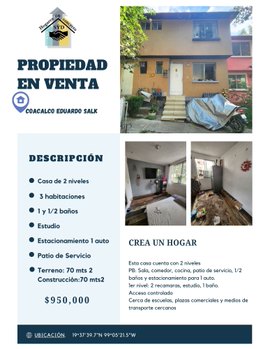 PROPIEDAD
EN VENTA
COACALCO EDUARDO SALK
DESCRIPCIÓN
Casa de 2 niveles
3 habitaciones
1 y 1/2 baños
Estudio
Estacionamiento 1 auto
Patio de Servicio
Terreno: 70 mts 2
Construcción:70 mts2
$950,000
CREA UN HOGAR
Esta casa cuenta con 2 niveles
PB: Sala, comedor, cocina, patio de servicio, 1/2
baños y estacionamiento para 1 auto.
1er nivel: 2 recamaras, estudio, 1 baño.
Acceso controlado
Cerca de escuelas, plazas comerciales y medios de
transporte cercanos
UBICACIÓN. 19°37'39.7"N 99°05'21.5"W